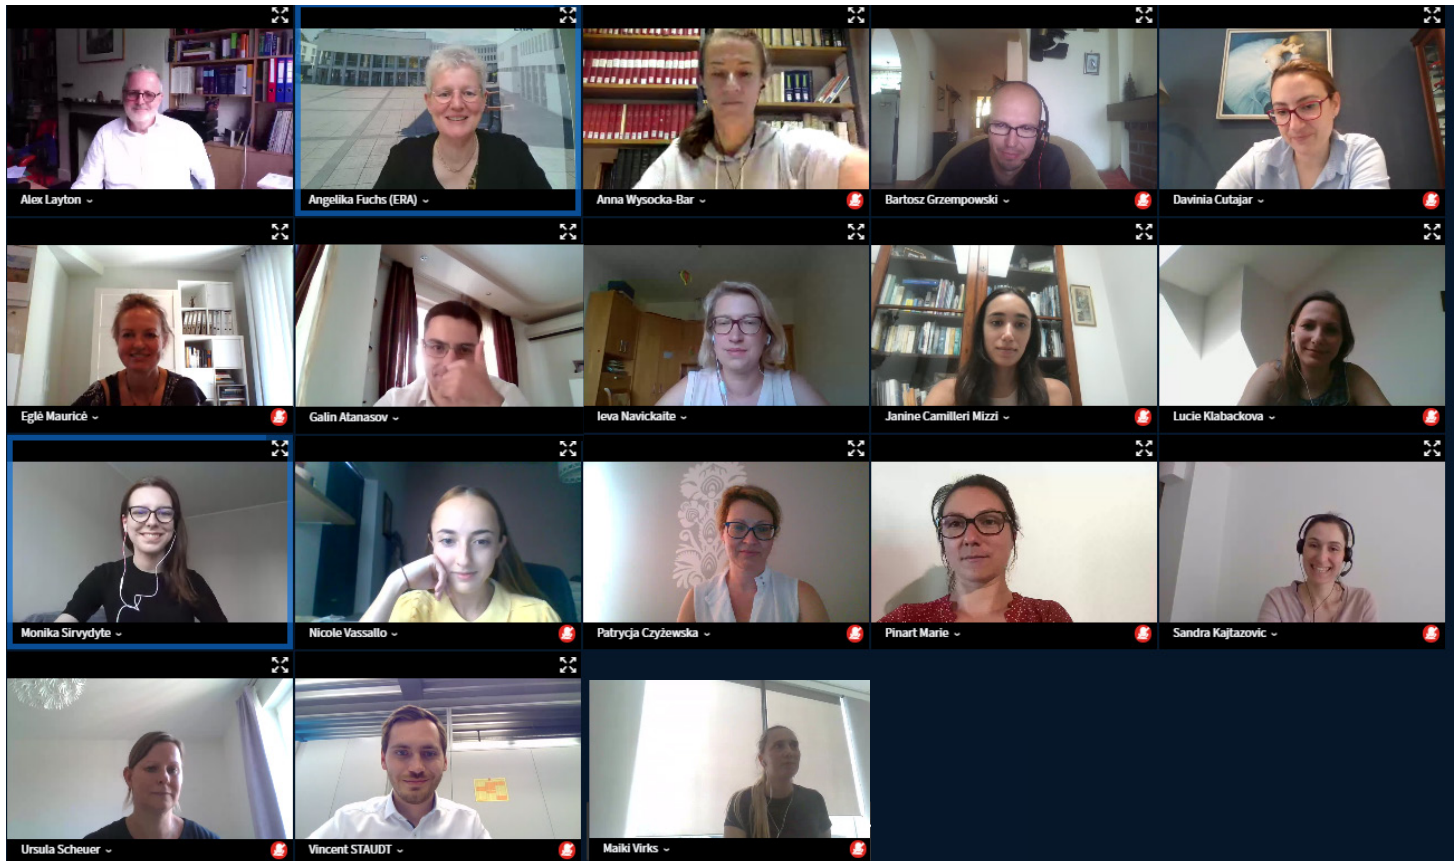 ERA
Alex Layton
Angelika Fuchs (ERA)
Anna Wysocka-Bar
Bartosz Grzempowski
Davinia Cutajar
Eglė Mauricė
Galin Atanasov
Ieva Navickaite
Janine Camilleri Mizzi
Lucie Klabackova
Monika Sirvydyte
Nicole Vassallo
Patrycja Czyżewska
Pinart Marie
Sandra Kajtazovic
Ursula Scheuer
Vincent STAUDT
Maiki Virks